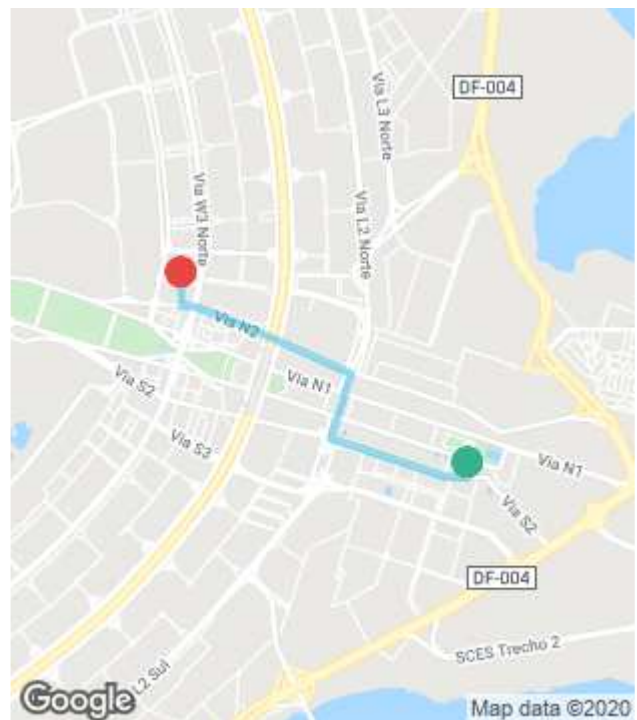 DF-004
Via L3 Norte
Via W3 Norte
Via L2 Norte
Via N2
Via N1
Via S2
Via S3
Via N1
Via S2
DF-004
SCES Trecho 2
L2 Sul
Google
Map data ©2020